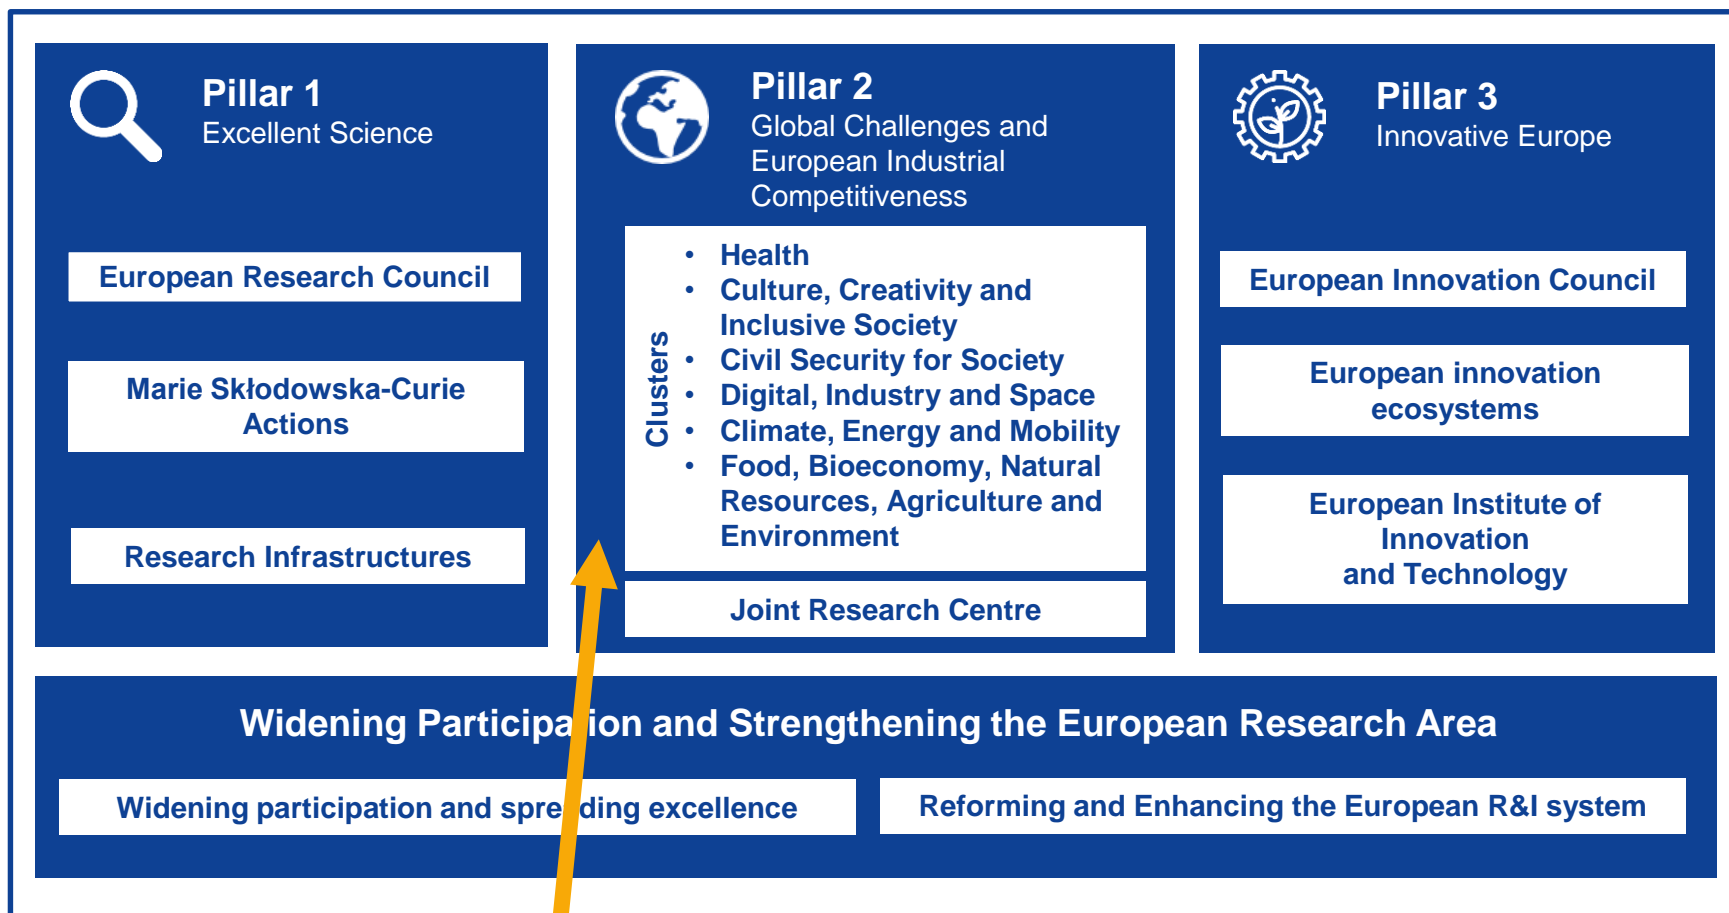 Pillar 1
Excellent Science
European Research Council
Marie Skłodowska-Curie
Actions
Research Infrastructures
Pillar 2
Global Challenges and
European Industrial
Competitiveness
Clusters
• Health
• Culture, Creativity and
Inclusive Society
• Civil Security for Society
• Digital, Industry and Space
• Climate, Energy and Mobility
• Food, Bioeconomy, Natural
Resources, Agriculture and
Environment
Joint Research Centre
Pillar 3
Innovative Europe
European Innovation Council
European innovation
ecosystems
European Institute of
Innovation
and Technology
Widening Participation and Strengthening the European Research Area
Widening participation and spreading excellence
Reforming and Enhancing the European R&I system